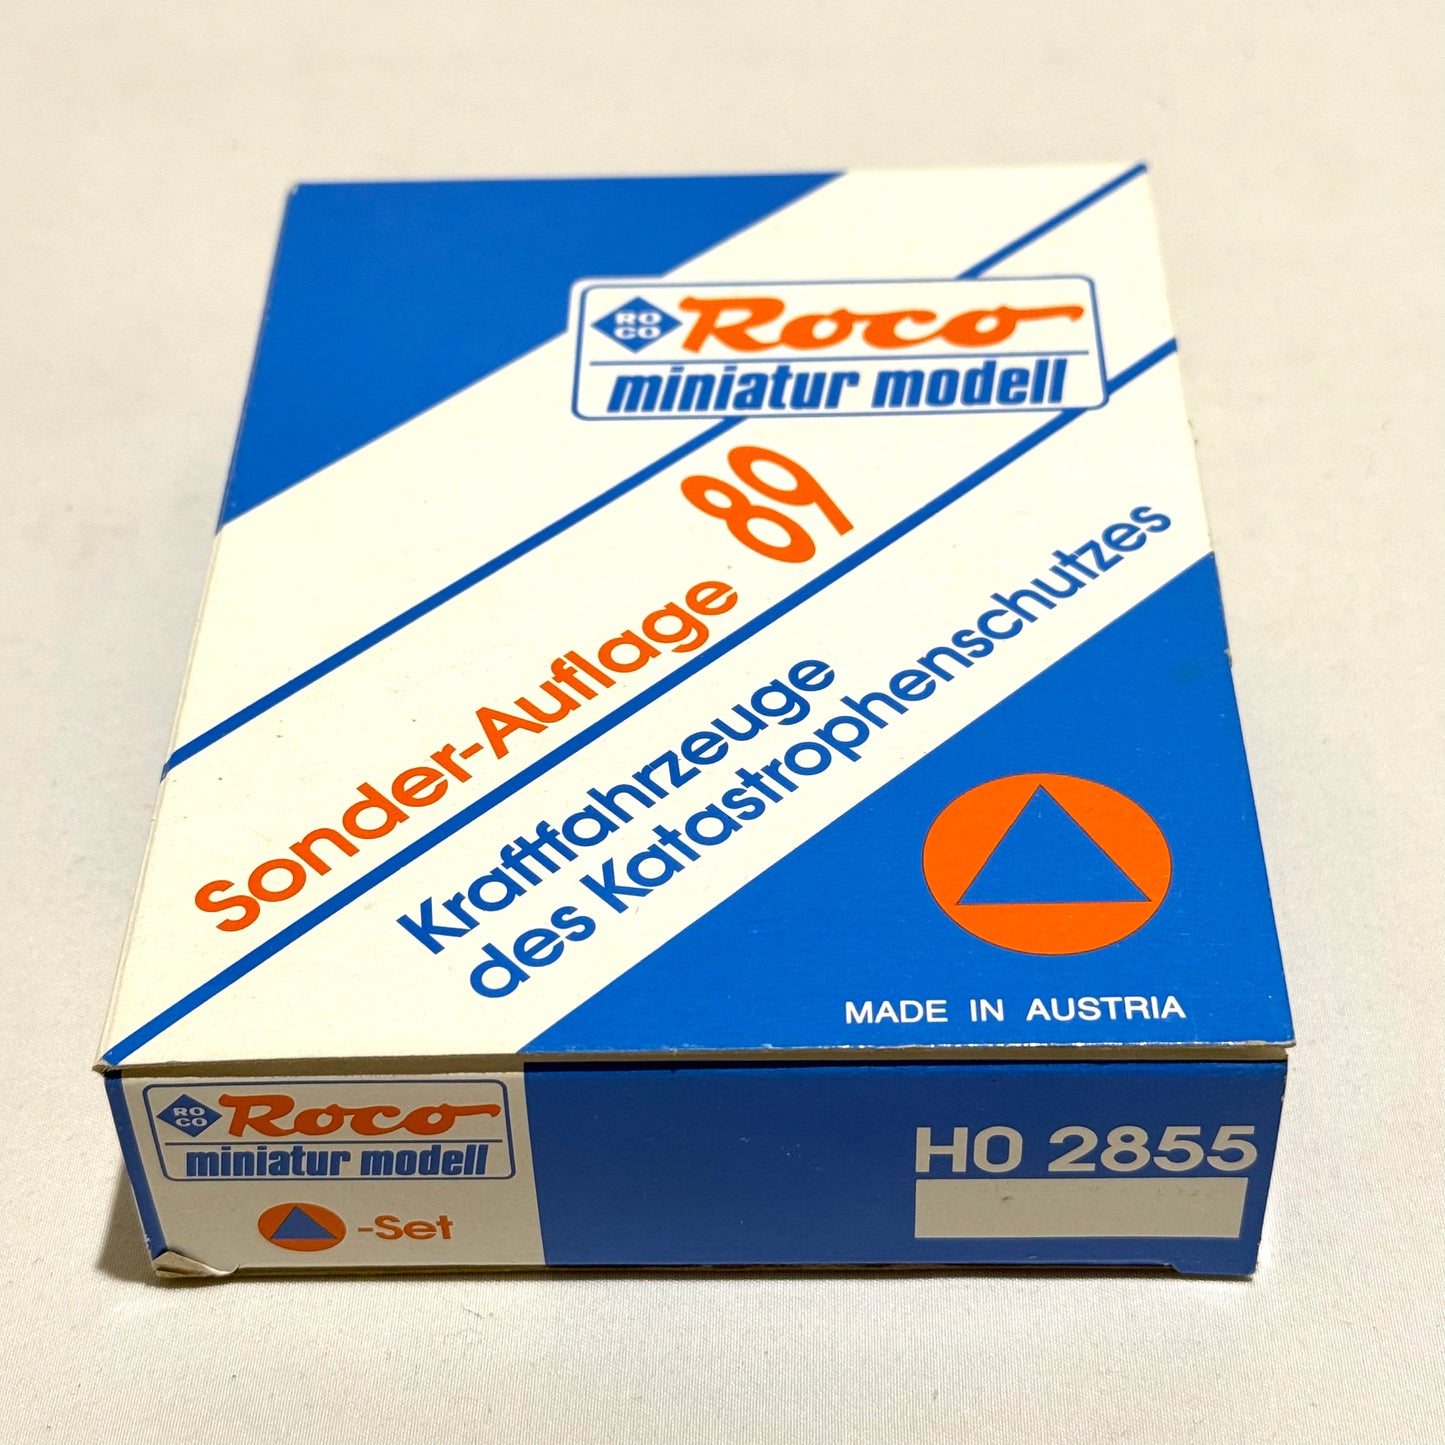 RO
CO
Roco
miniatur modell
Sonder-Auflage 89
Kraftfahrzeuge
des Katastrophenschutzes
MADE IN AUSTRIA
RO
CO
Roco
miniatur modell
-Set
HO 2855